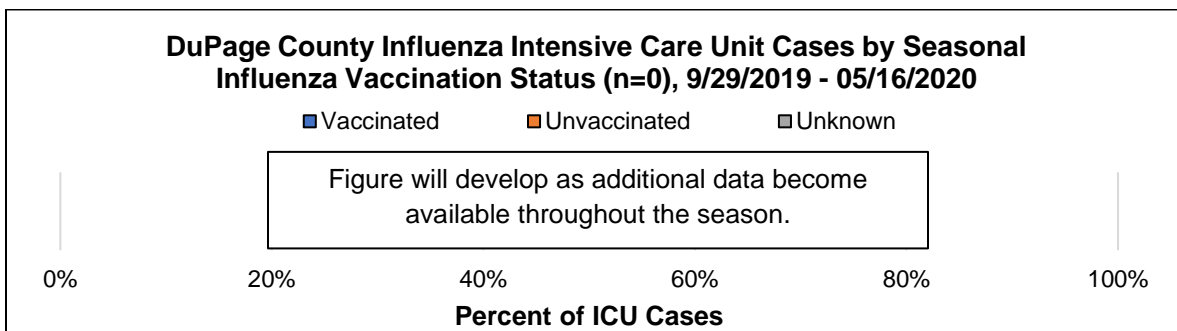 DuPage County Influenza Intensive Care Unit Cases by Seasonal
Influenza Vaccination Status (n=0), 9/29/2019 - 05/16/2020
Vaccinated Unvaccinated Unknown
Figure will develop as additional data become
available throughout the season.
0% 20% 40% 60% 80% 100%
Percent of ICU Cases